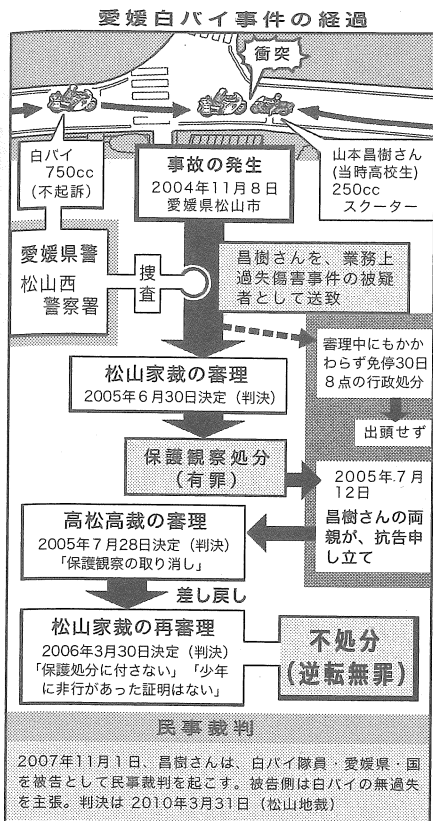 愛媛白バイ事件の経過
衝突
白バイ
750cc
(不起訴)
事故の発生
2004年11月8日
愛媛県松山市
山本昌樹さん
(当時高校生)
250cc
スクーター
愛媛県警
松山西
警察署
捜査
昌樹さんを、業務上
過失傷害事件の被疑
者として送致
審理中にもかか
わらず免停30日
8点の行政処分
出頭せず
松山家裁の審理
2005年6月30日決定(判決)
保護観察処分
(有罪)
2005年.7月
12日
昌樹さんの両
親が、抗告申
し立て
高松高裁の審理
2005年7月28日決定(判決)
「保護観察の取り消し」
差し戻し
松山家裁の再審理
2006年3月30日決定(判決)
「保護処分に付さない」「少年
に非行があった証明はない」
不処分
(逆転無罪)
民事裁判
2007年11月1日、昌樹さんは、白バイ隊員・愛媛県・国
を被告として民事裁判を起こす。被告側は白バイの無過失
を主張。判決は2010年3月31日(松山地裁)